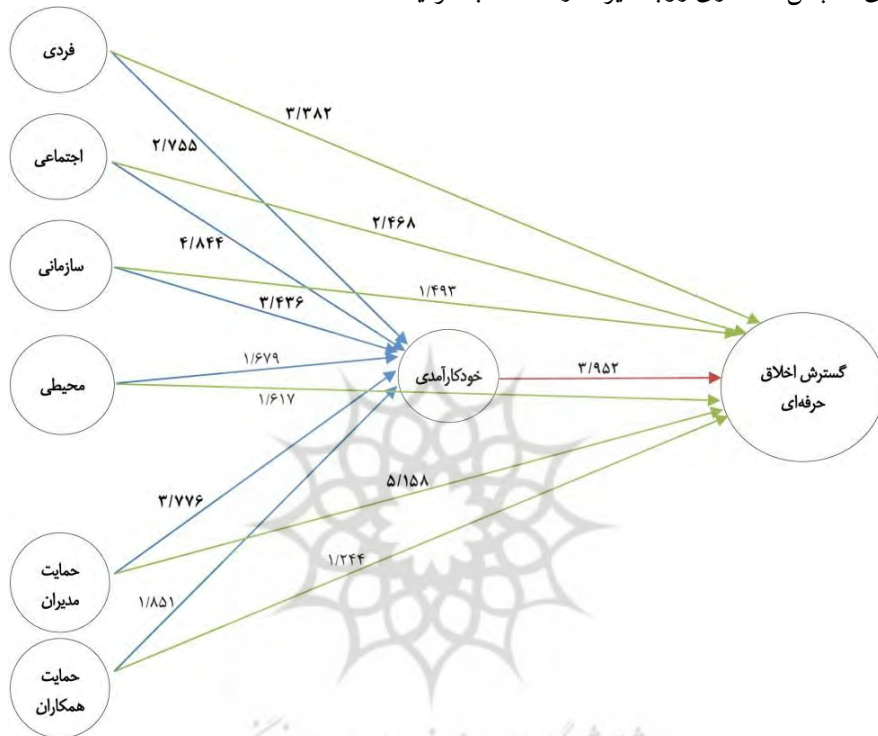 فردی
۳/۳۸۲
۲/۷۵۵
اجتماعی
۲/۴۶۸
۴/۸۴۴
سازمانی
۱/۴۹۳
۳/۴۳۶
۱/۶۷۹
محیطی
خودکارآمدی
۳/۹۵۲
گسترش اخلاق
حرفه‌ای
۱/۶۱۷
۵/۱۵۸
۳/۷۷۶
۱/۲۴۴
حمایت
مدیران
۱/۸۵۱
حمایت
همکاران